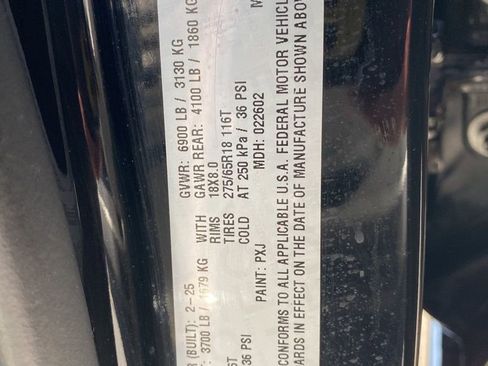 (BUILT): 2-25 GVWR: 6900 LB / 3130 KG
3700 LB / 1679 KG WITH GAWR REAR: 4100 LB / 1860 KG
RIMS 18X8.0
TIRES 275/65R18 116T
36 PSI COLD AT 250 kPa / 36 PSI
PAINT: PXJ MDH: 022602
CONFORMS TO ALL APPLICABLE U.S.A. FEDERAL MOTOR VEHICL
ARDS IN EFFECT ON THE DATE OF MANUFACTURE SHOWN ABOV